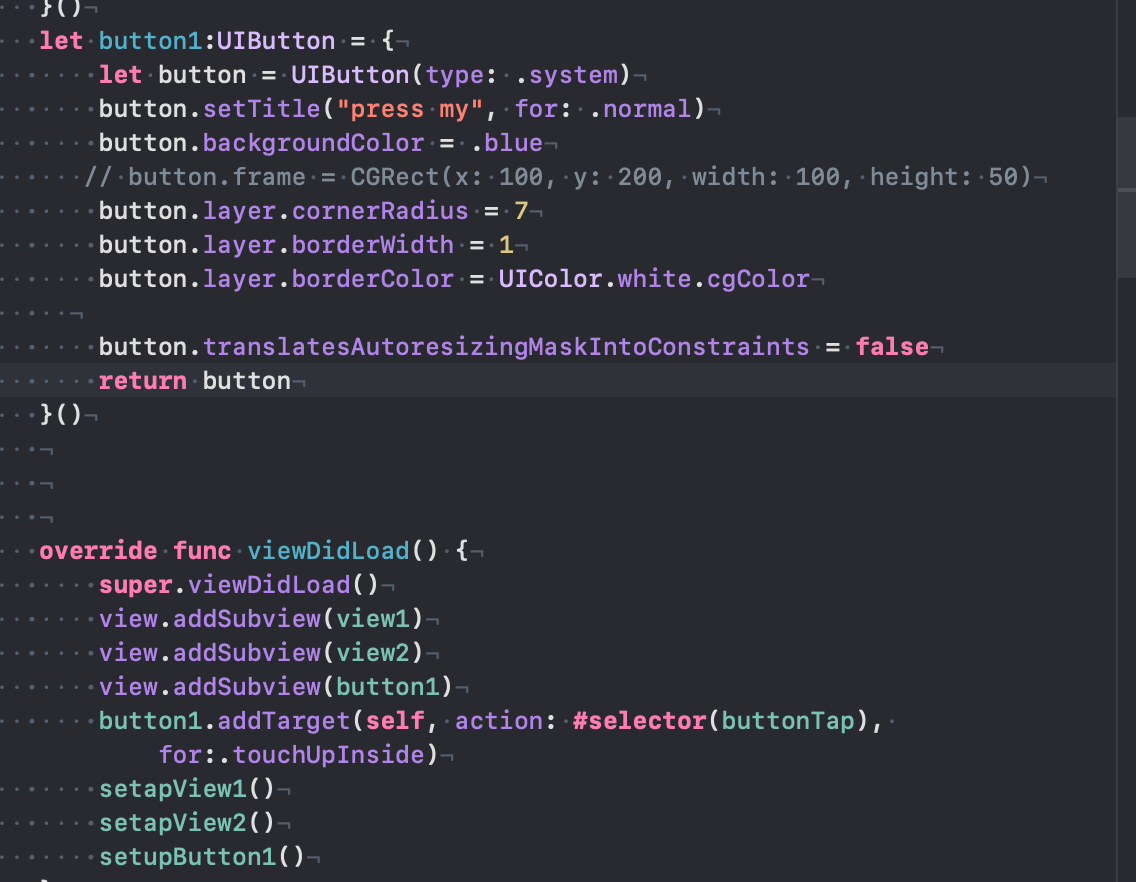 }()
let button1:UIButton = {
let button = UIButton(type: .system)
button.setTitle("press my", for: .normal)
button.backgroundColor = .blue
// button.frame = CGRect(x: 100, y: 200, width: 100, height: 50)
button.layer.cornerRadius = 7
button.layer.borderWidth = 1
button.layer.borderColor = UIColor.white.cgColor
button.translatesAutoresizingMaskIntoConstraints = false
return button
}()
override func viewDidLoad() {
super.viewDidLoad()
view.addSubview(view1)
view.addSubview(view2)
view.addSubview(button1)
button1.addTarget(self, action: #selector(buttonTap),
for:.touchUpInside)
setapView1()
setapView2()
setupButton1()